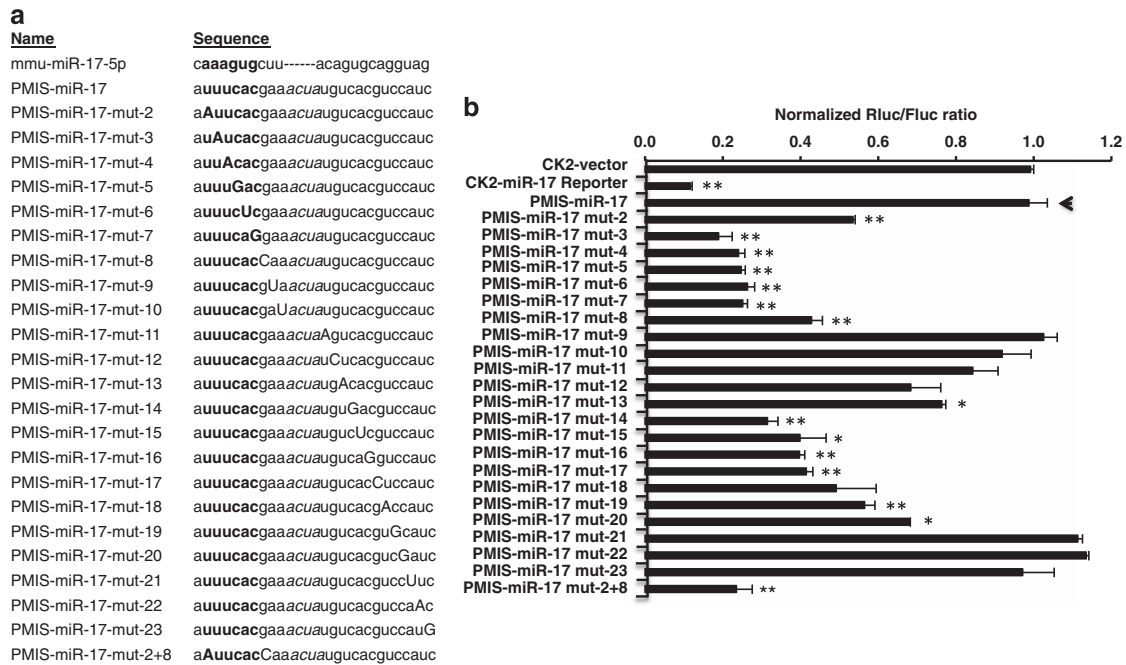 a
Name Sequence
mmu-miR-17-5p caaagugcuu------acagugcagguag
PMIS-miR-17 auuucacgaaacuaugucacguccauc
PMIS-miR-17-mut-2 aAuucacgaaacuaugucacguccauc
PMIS-miR-17-mut-3 auAucacgaaacuaugucacguccauc
PMIS-miR-17-mut-4 auuAcacgaaacuaugucacguccauc
PMIS-miR-17-mut-5 auuuGacgaaacuaugucacguccauc
PMIS-miR-17-mut-6 auuucUcgaaacuaugucacguccauc
PMIS-miR-17-mut-7 auuucaGgaaacuaugucacguccauc
PMIS-miR-17-mut-8 auuucacCaaacuaugucacguccauc
PMIS-miR-17-mut-9 auuucacgUaacuaugucacguccauc
PMIS-miR-17-mut-10 auuucacgaUacuaugucacguccauc
PMIS-miR-17-mut-11 auuucacgaaacuaAgucacguccauc
PMIS-miR-17-mut-12 auuucacgaaacuauCucacguccauc
PMIS-miR-17-mut-13 auuucacgaaacuaugAcacguccauc
PMIS-miR-17-mut-14 auuucacgaaacuauguGacguccauc
PMIS-miR-17-mut-15 auuucacgaaacuaugucUcguccauc
PMIS-miR-17-mut-16 auuucacgaaacuaugucaGguccauc
PMIS-miR-17-mut-17 auuucacgaaacuaugucacCuccauc
PMIS-miR-17-mut-18 auuucacgaaacuaugucacgAccauc
PMIS-miR-17-mut-19 auuucacgaaacuaugucacguGcauc
PMIS-miR-17-mut-20 auuucacgaaacuaugucacgucGauc
PMIS-miR-17-mut-21 auuucacgaaacuaugucacguccUuc
PMIS-miR-17-mut-22 auuucacgaaacuaugucacguccaAc
PMIS-miR-17-mut-23 auuucacgaaacuaugucacguccauG
PMIS-miR-17-mut-2+8 aAuucacCaaacuaugucacguccauc
b
Normalized Rluc/Fluc ratio
0.0 0.2 0.4 0.6 0.8 1.0 1.2
CK2-vector
CK2-miR-17 Reporter **
PMIS-miR-17
PMIS-miR-17 mut-2 **
PMIS-miR-17 mut-3 **
PMIS-miR-17 mut-4 **
PMIS-miR-17 mut-5 **
PMIS-miR-17 mut-6 **
PMIS-miR-17 mut-7 **
PMIS-miR-17 mut-8 **
PMIS-miR-17 mut-9
PMIS-miR-17 mut-10
PMIS-miR-17 mut-11
PMIS-miR-17 mut-12
PMIS-miR-17 mut-13 *
PMIS-miR-17 mut-14 **
PMIS-miR-17 mut-15 *
PMIS-miR-17 mut-16 **
PMIS-miR-17 mut-17 **
PMIS-miR-17 mut-18
PMIS-miR-17 mut-19 **
PMIS-miR-17 mut-20 *
PMIS-miR-17 mut-21
PMIS-miR-17 mut-22
PMIS-miR-17 mut-23
PMIS-miR-17 mut-2+8 **